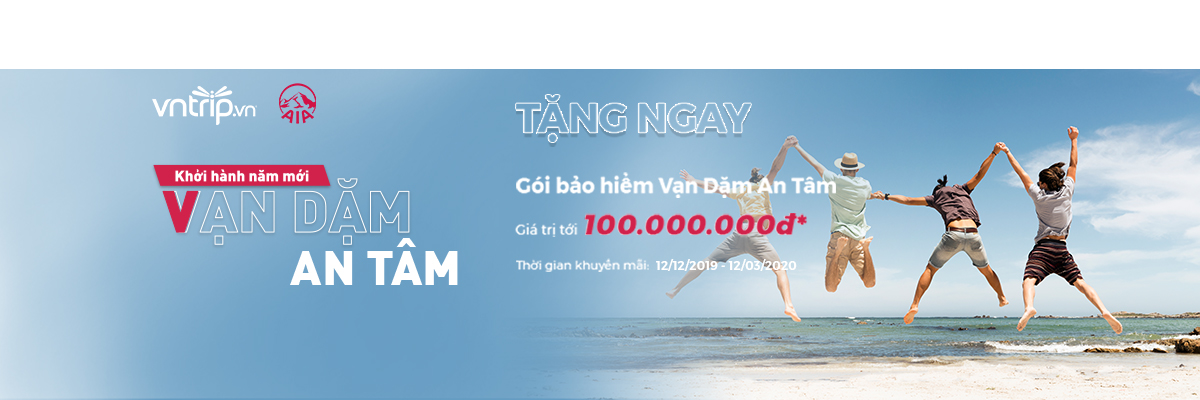 vntrip.vn
AIA
Khởi hành năm mới
VẠN DẶM
AN TÂM
TẶNG NGAY
Gói bảo hiểm Vạn Dặm An Tâm
Giá trị tới 100.000.000đ*
Thời gian khuyến mãi: 12/12/2019 - 12/03/2020